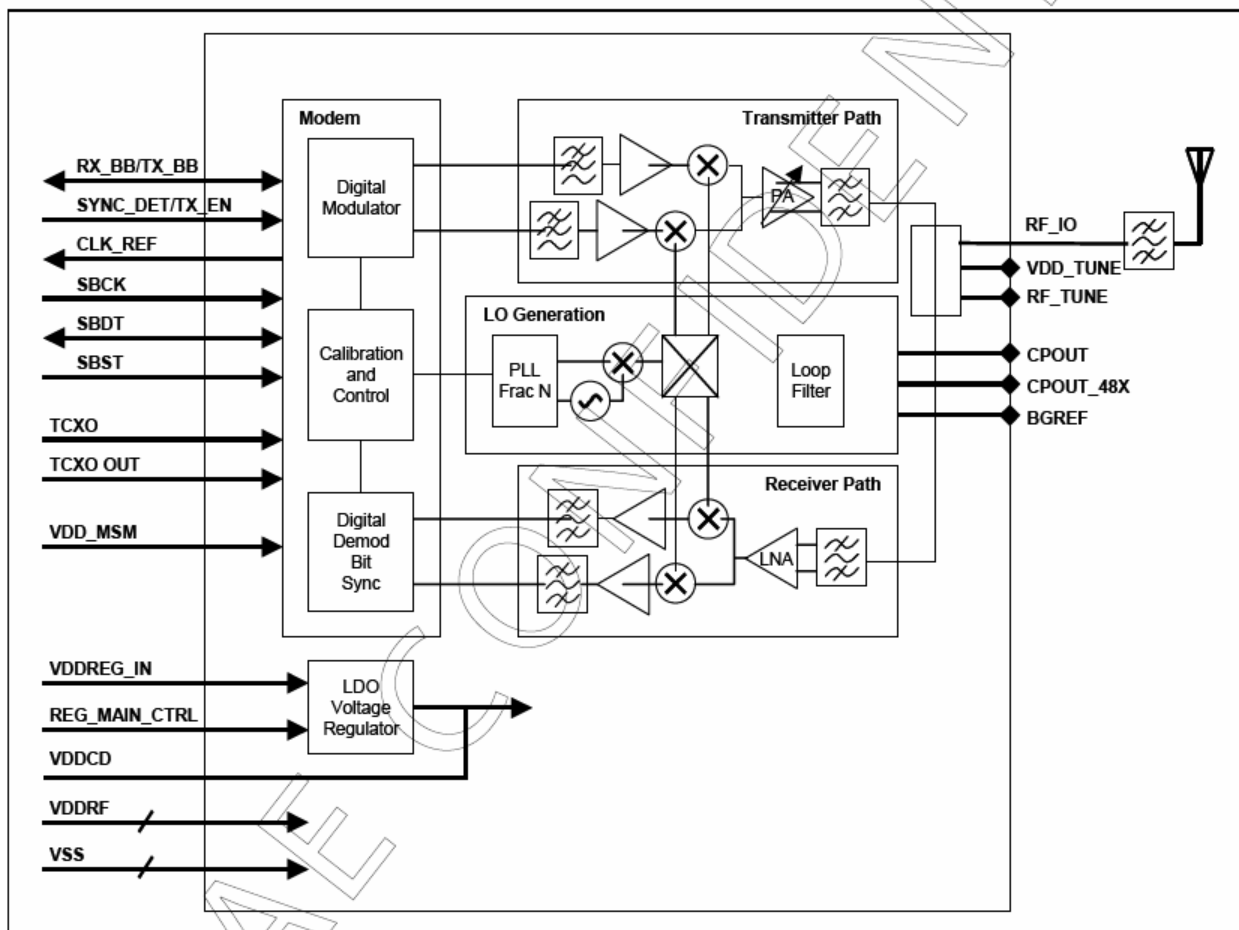 Modem
Transmitter Path
RX_BB/TX_BB
Digital
Modulator
SYNC_DET/TX_EN
PA
CLK_REF
RF_IO
VDD_TUNE
RF_TUNE
SBCK
SBDT
SBST
Calibration
and
Control
LO Generation
PLL
Frac N
Loop
Filter
CPOUT
CPOUT_48X
BGREF
TCXO
TCXO OUT
VDD_MSM
Digital
Demod
Bit
Sync
Receiver Path
LNA
VDDREG_IN
REG_MAIN_CTRL
LDO
Voltage
Regulator
VDDCD
VDDRF
VSS
AE CONFIDEN